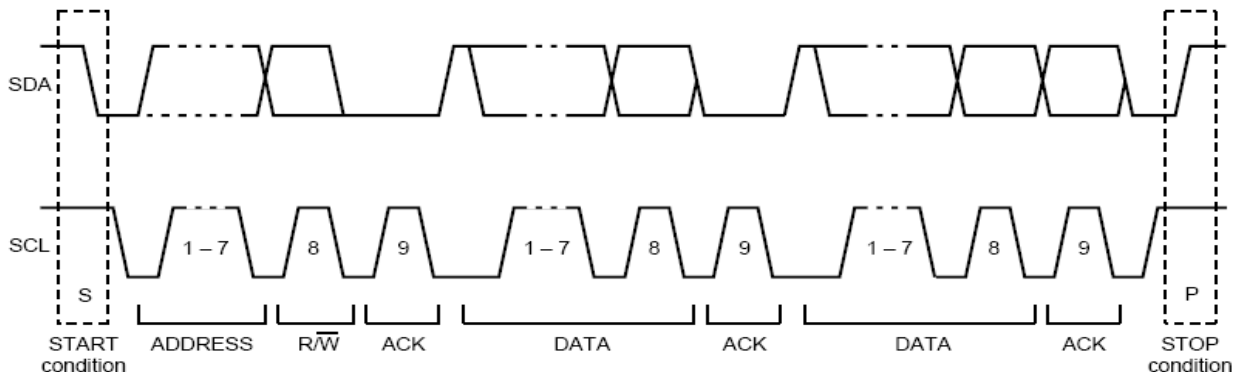 SDA
SCL
1 – 7
8
9
1 – 7
8
9
1 – 7
8
9
S
P
START
condition
ADDRESS
R/W̅
ACK
DATA
ACK
DATA
ACK
STOP
condition